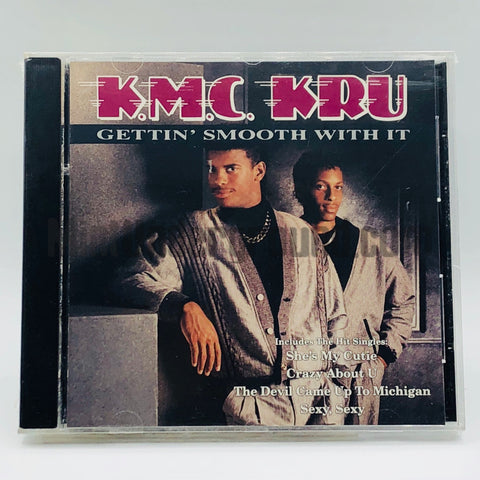 K.M.C. KRU
GETTIN' SMOOTH WITH IT
Includes The Hit Singles:
She's My Cutie
Crazy About U
The Devil Came Up To Michigan
Sexy, Sexy